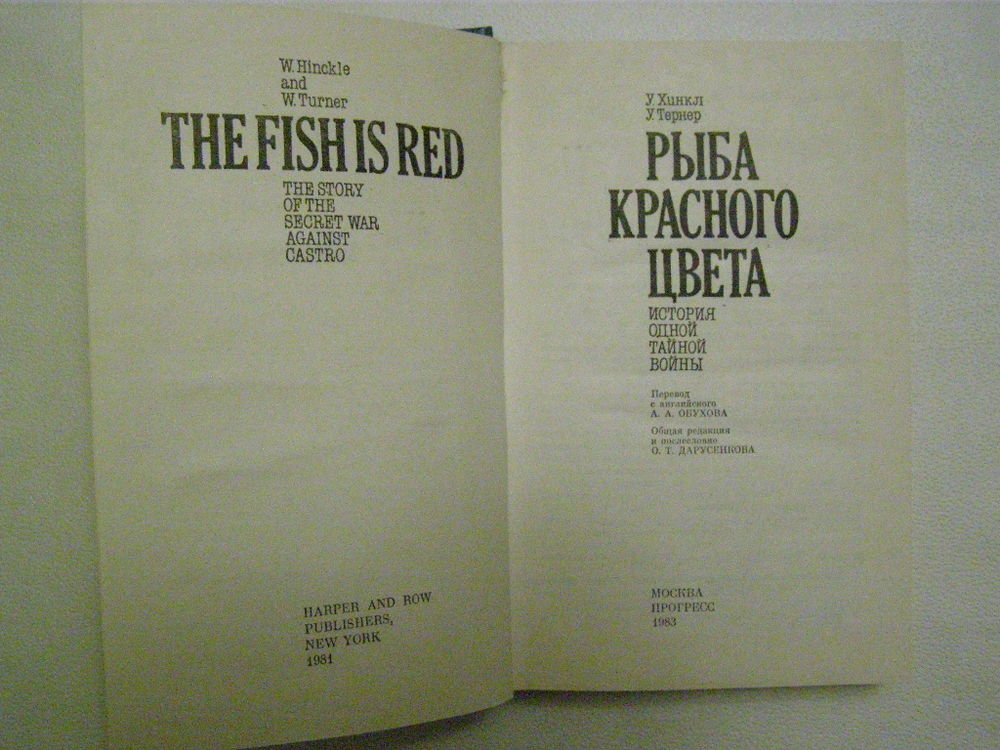 W. Hinckle
and
W. Turner
THE FISH IS RED
THE STORY
OF THE
SECRET WAR
AGAINST
CASTRO
HARPER AND ROW
PUBLISHERS,
NEW YORK
1981
У. Хинкл
У. Тернер
РЫБА
КРАСНОГО
ЦВЕТА
ИСТОРИЯ
ОДНОЙ
ТАЙНОЙ
ВОЙНЫ
Перевод
с английского
А. А. ОБУХОВА
Общая редакция
и послесловие
О. Т. ДАРУСЕНКОВА
МОСКВА
ПРОГРЕСС
1983